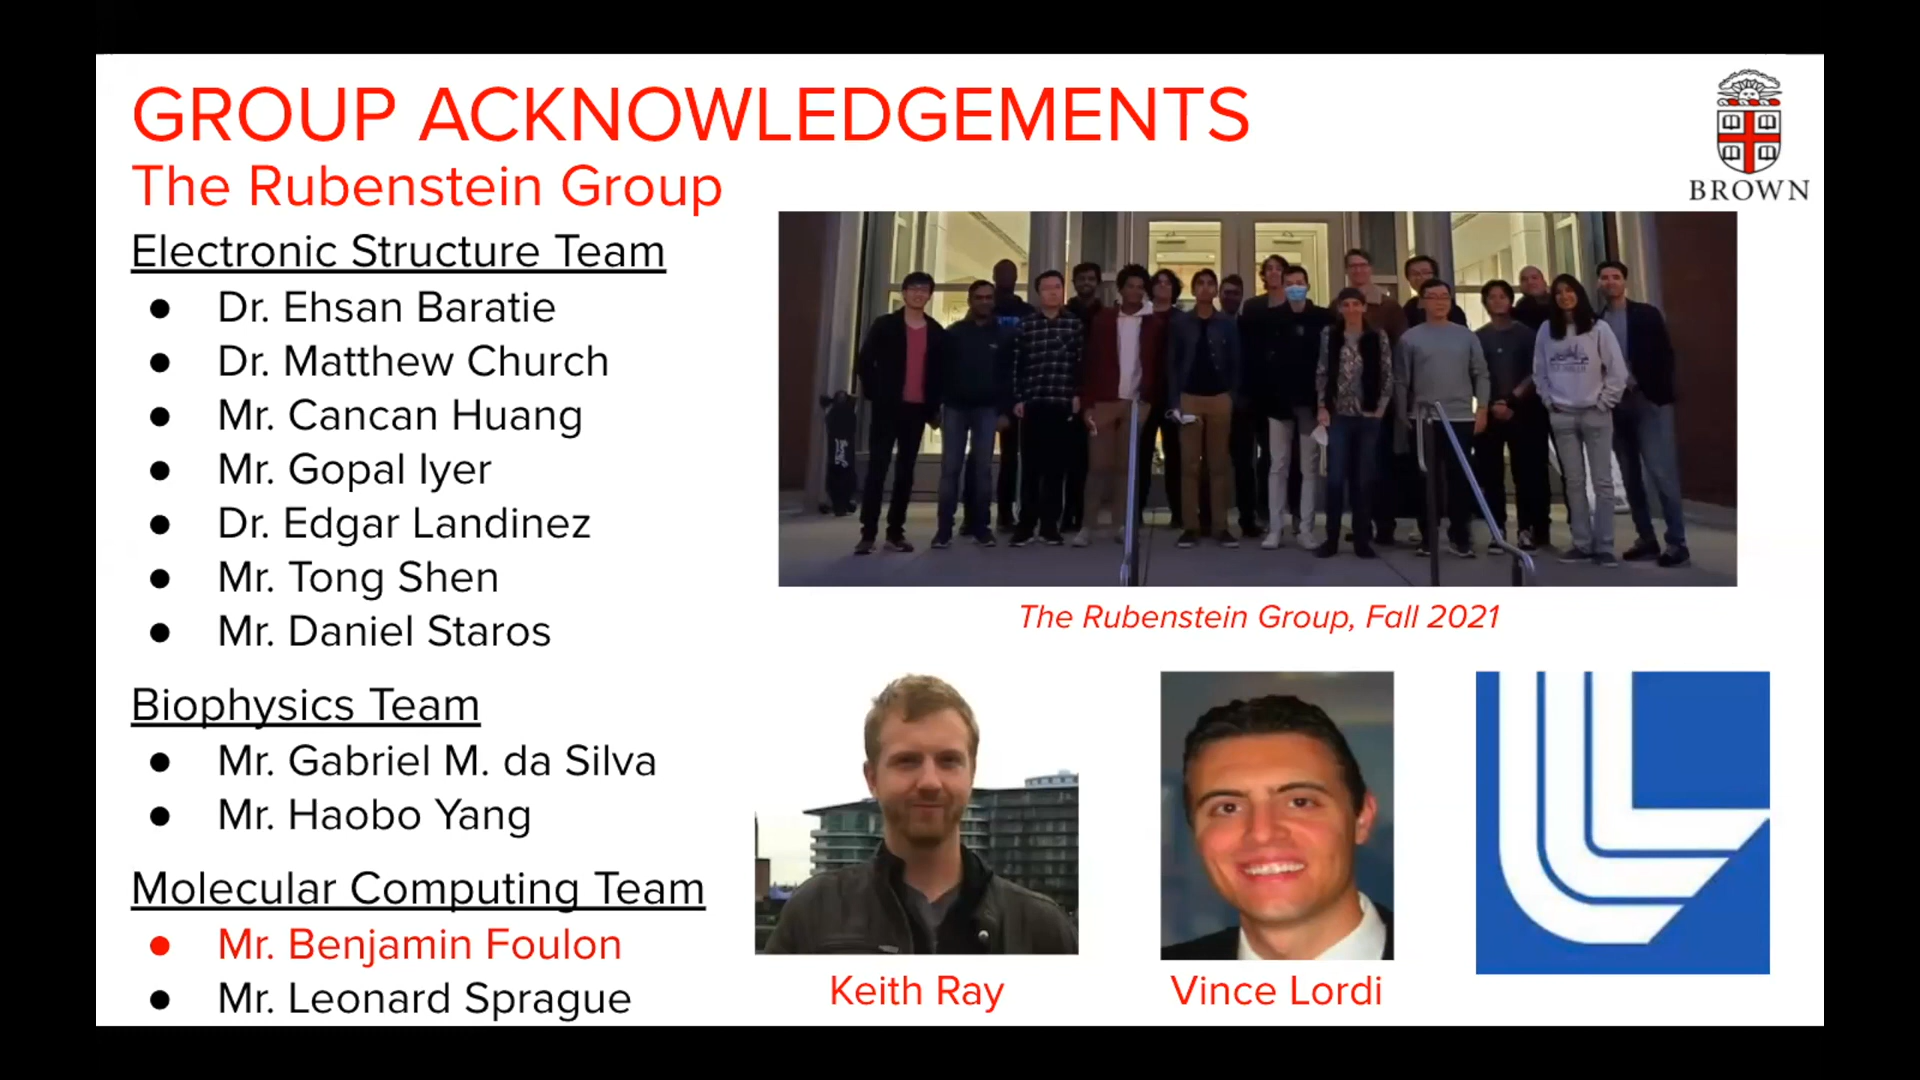 GROUP ACKNOWLEDGEMENTS
The Rubenstein Group
BROWN
Electronic Structure Team
● Dr. Ehsan Baratie
● Dr. Matthew Church
● Mr. Cancan Huang
● Mr. Gopal Iyer
● Dr. Edgar Landinez
● Mr. Tong Shen
● Mr. Daniel Staros
Biophysics Team
● Mr. Gabriel M. da Silva
● Mr. Haobo Yang
Molecular Computing Team
● Mr. Benjamin Foulon
● Mr. Leonard Sprague
The Rubenstein Group, Fall 2021
Keith Ray
Vince Lordi